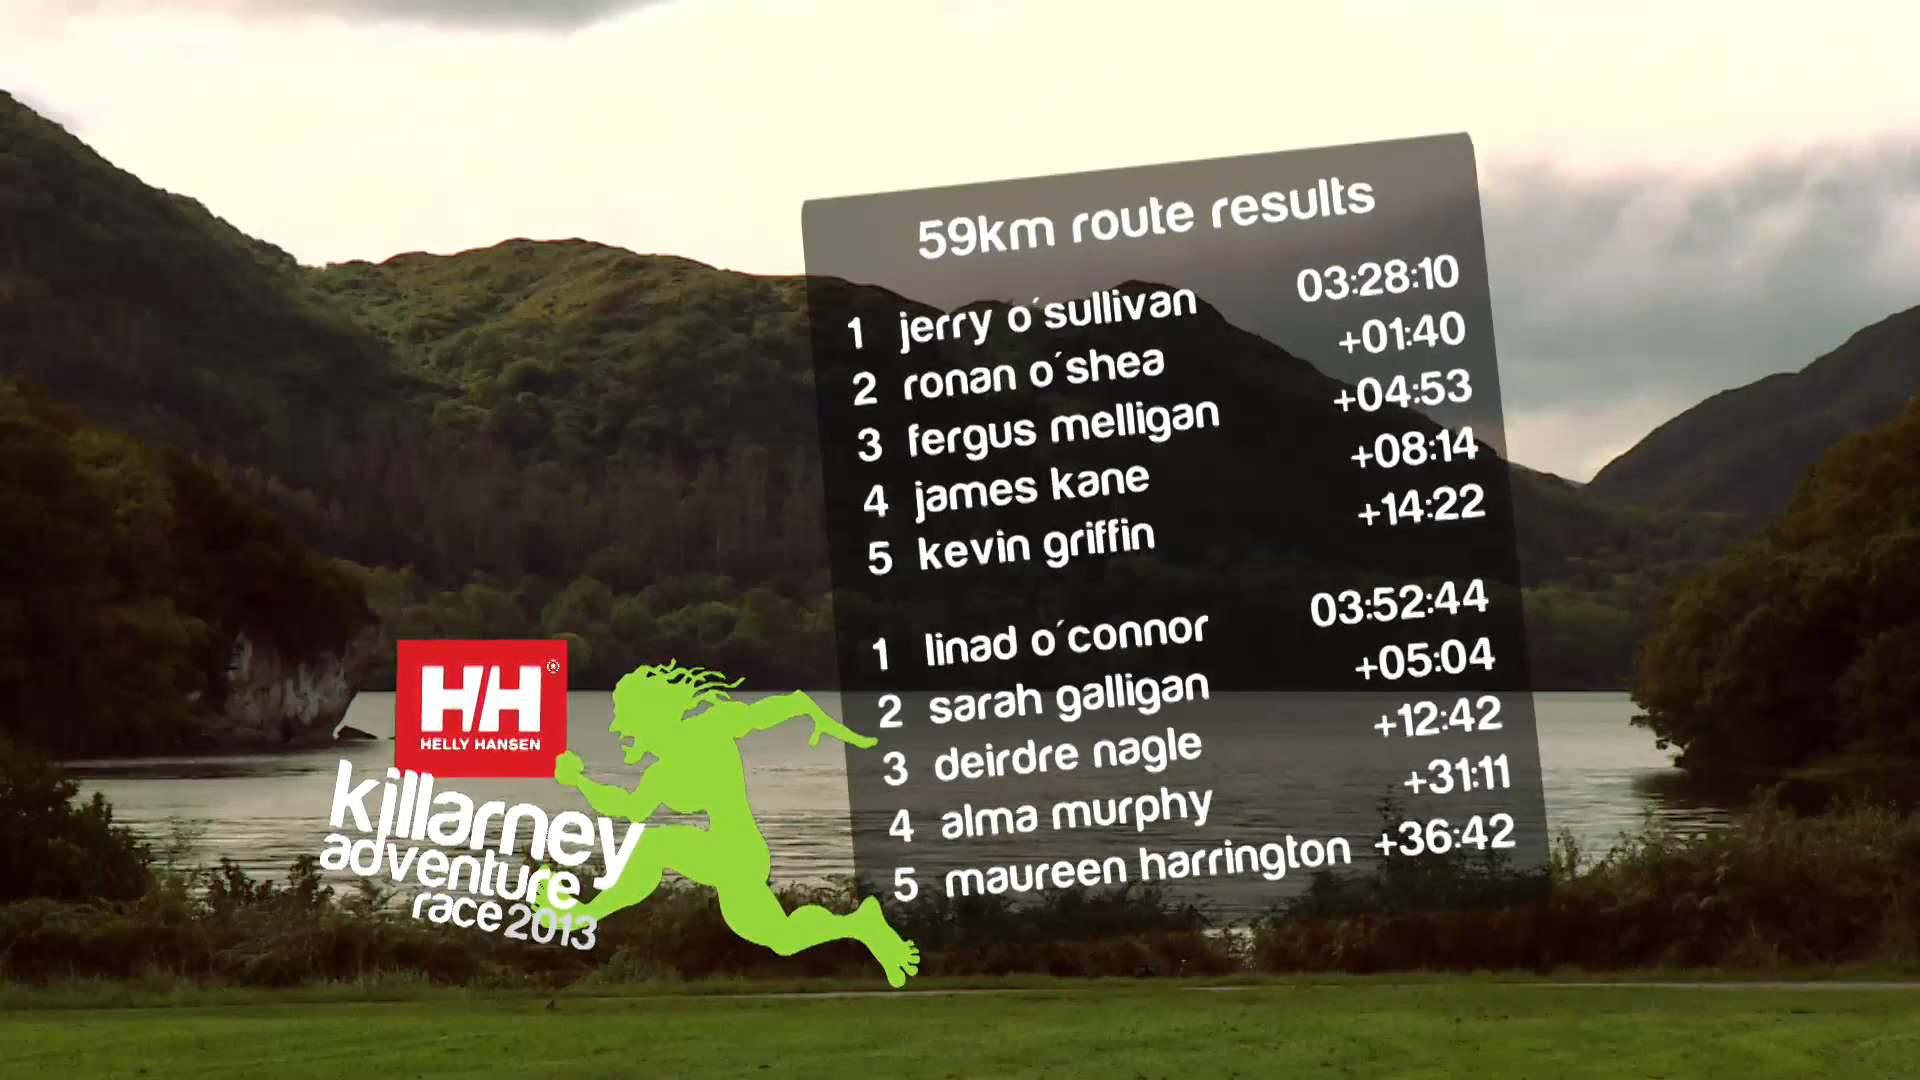 59km route results
1 jerry o´sullivan 03:28:10
2 ronan o´shea +01:40
3 fergus melligan +04:53
4 james kane +08:14
5 kevin griffin +14:22
1 linad o´connor 03:52:44
2 sarah galligan +05:04
3 deirdre nagle +12:42
4 alma murphy +31:11
5 maureen harrington +36:42
HH®
HELLY HANSEN
killarney
adventure
race2013